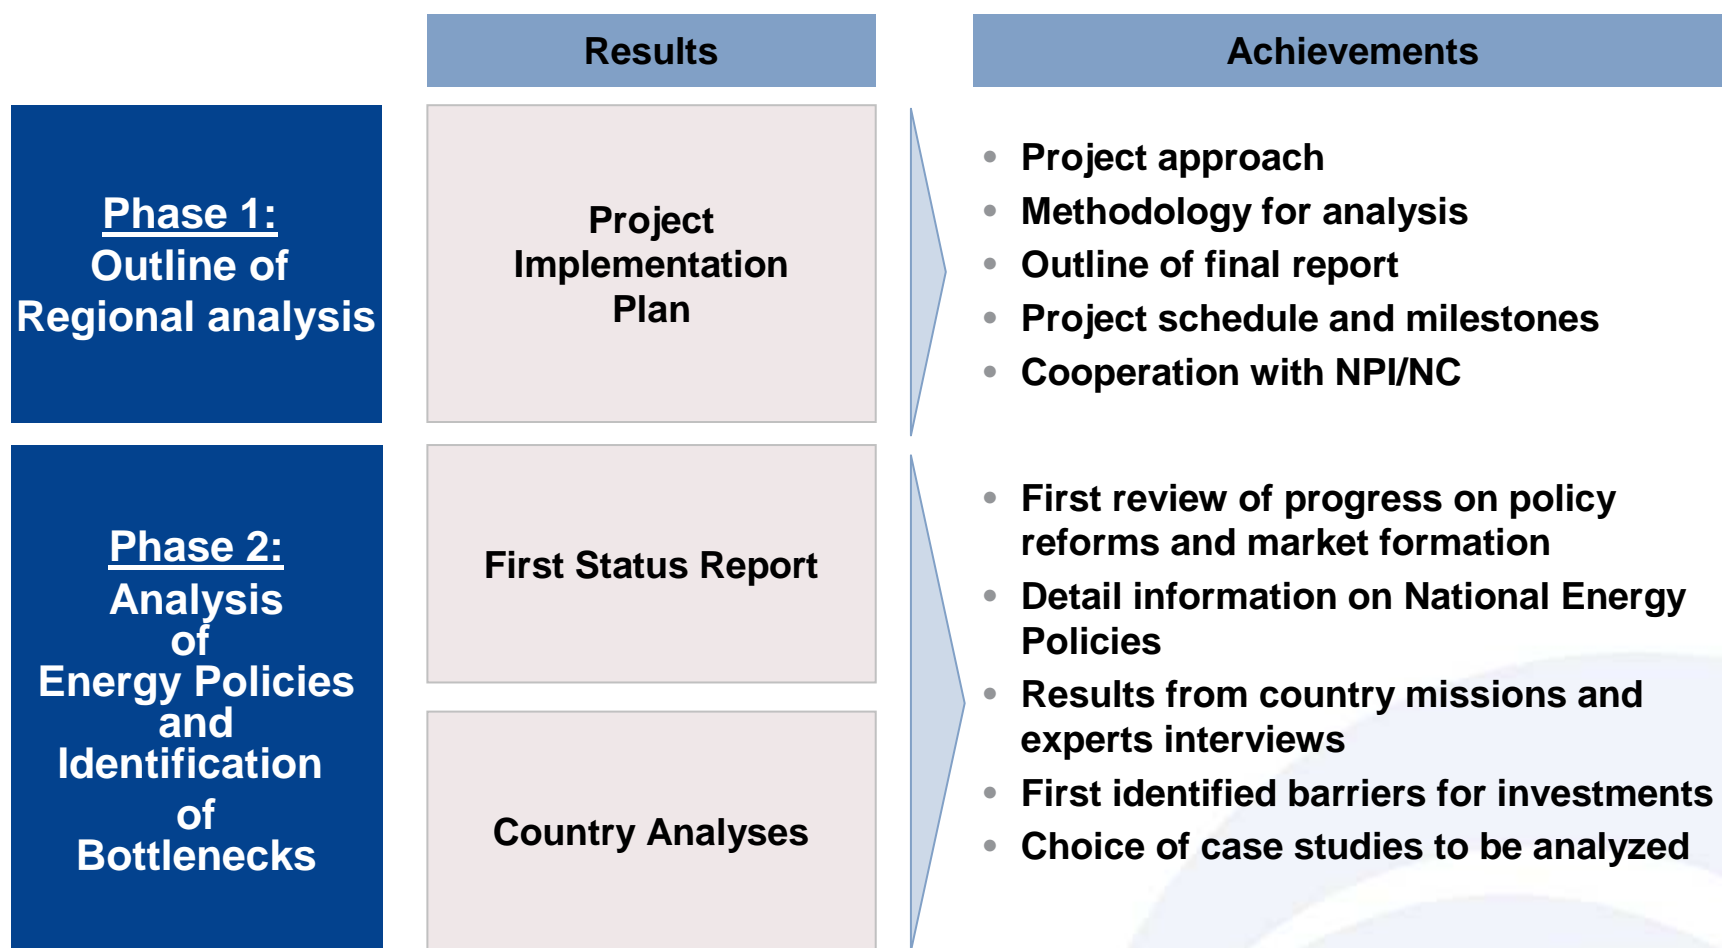 Results
Achievements
Phase 1:
Outline of
Regional analysis
Project
Implementation
Plan
• Project approach
• Methodology for analysis
• Outline of final report
• Project schedule and milestones
• Cooperation with NPI/NC
Phase 2:
Analysis
of
Energy Policies
and
Identification
of
Bottlenecks
First Status Report
Country Analyses
• First review of progress on policy
reforms and market formation
• Detail information on National Energy
Policies
• Results from country missions and
experts interviews
• First identified barriers for investments
• Choice of case studies to be analyzed